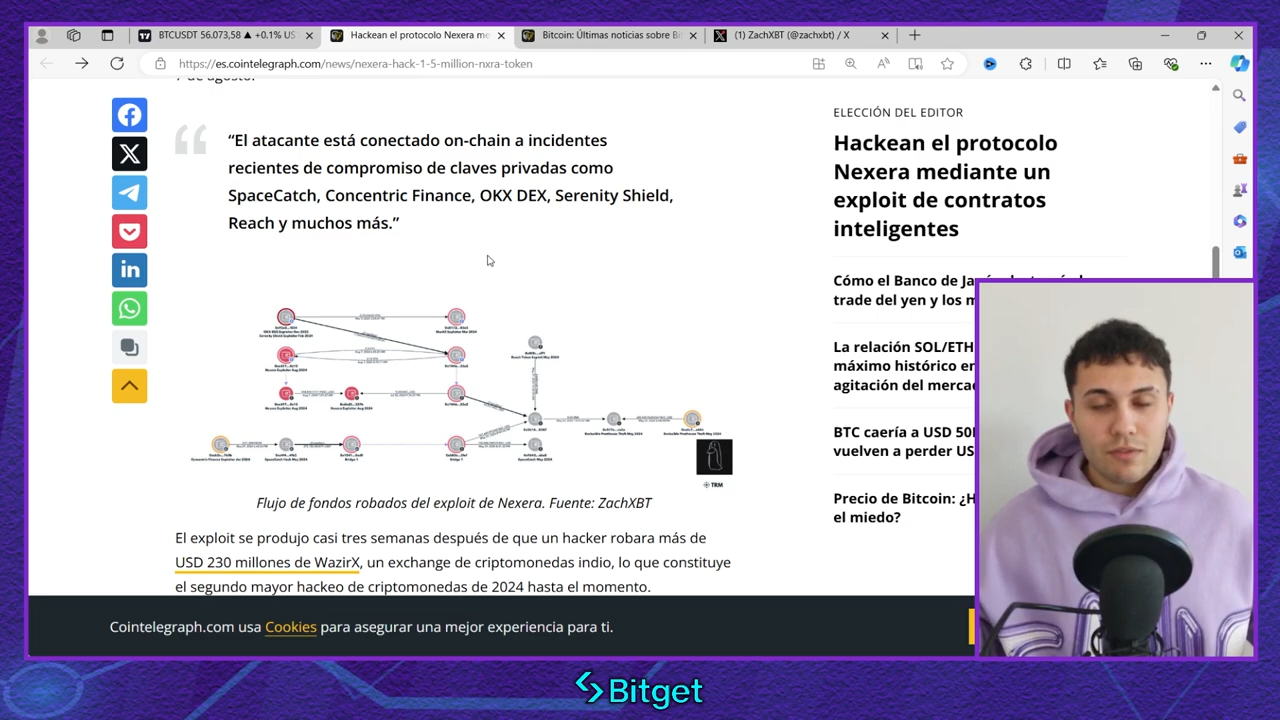 BTCUSDT 56.073,58 ▲ +0.1% US
Hackean el protocolo Nexera me
Bitcoin: Últimas noticias sobre Bi
(1) ZachXBT (@zachxbt) / X
https://es.cointelegraph.com/news/nexera-hack-1-5-million-nxra-token
7 de agosto.
“El atacante está conectado on-chain a incidentes
recientes de compromiso de claves privadas como
SpaceCatch, Concentric Finance, OKX DEX, Serenity Shield,
Reach y muchos más.”
TRM
Flujo de fondos robados del exploit de Nexera. Fuente: ZachXBT
El exploit se produjo casi tres semanas después de que un hacker robara más de
USD 230 millones de WazirX, un exchange de criptomonedas indio, lo que constituye
el segundo mayor hackeo de criptomonedas de 2024 hasta el momento.
ELECCIÓN DEL EDITOR
Hackean el protocolo
Nexera mediante un
exploit de contratos
inteligentes
Cómo el Banco de
trade del yen y los m
La relación SOL/ETH
máximo histórico en
agitación del mercad
BTC caería a USD 50
vuelven a perder US
Precio de Bitcoin: ¿H
el miedo?
Cointelegraph.com usa Cookies para asegurar una mejor experiencia para ti.
Bitget